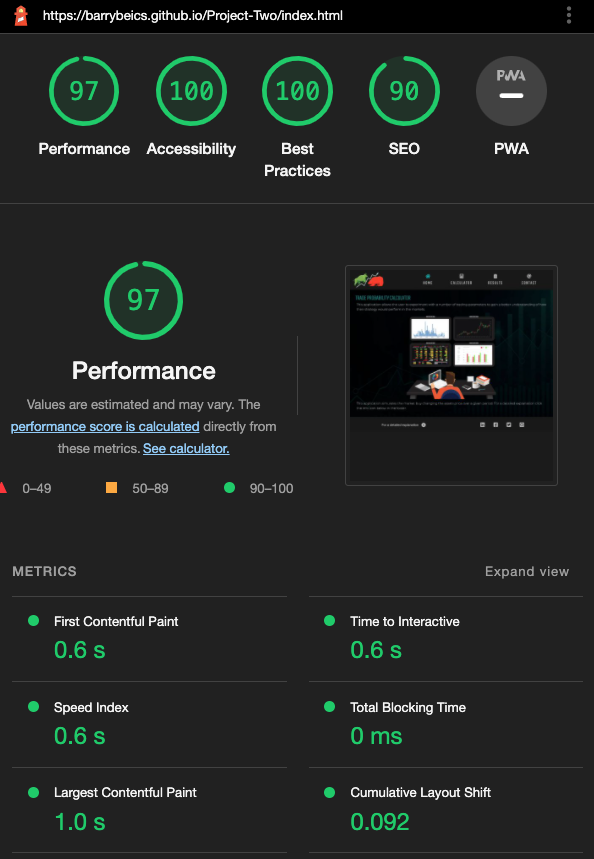 https://barrybeics.github.io/Project-Two/index.html
97
100
100
90
PWA
Performance
Accessibility
Best
Practices
SEO
PWA
97
Performance
Values are estimated and may vary. The
performance score is calculated directly from
these metrics. See calculator.
0–49
50–89
90–100
HOME
CALCULATOR
RESULTS
CONTACT
TRADE PROBABILITY CALCULATOR
METRICS
Expand view
First Contentful Paint
0.6 s
Time to Interactive
0.6 s
Speed Index
0.6 s
Total Blocking Time
0 ms
Largest Contentful Paint
1.0 s
Cumulative Layout Shift
0.092